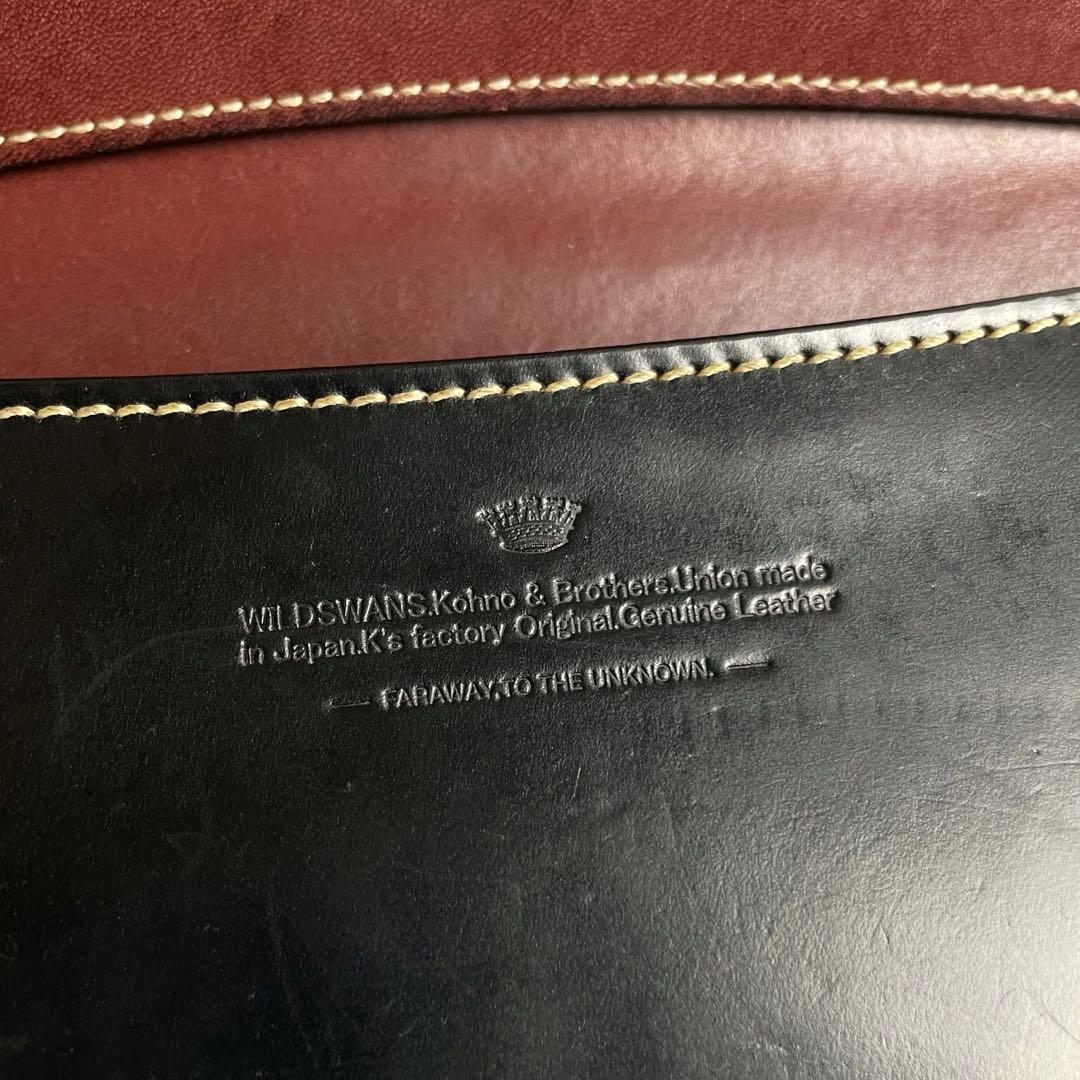 WILDSWANS.Kohno & Brothers.Union made
in Japan.K's factory Original.Genuine Leather
— FARAWAY,TO THE UNKNOWN. —